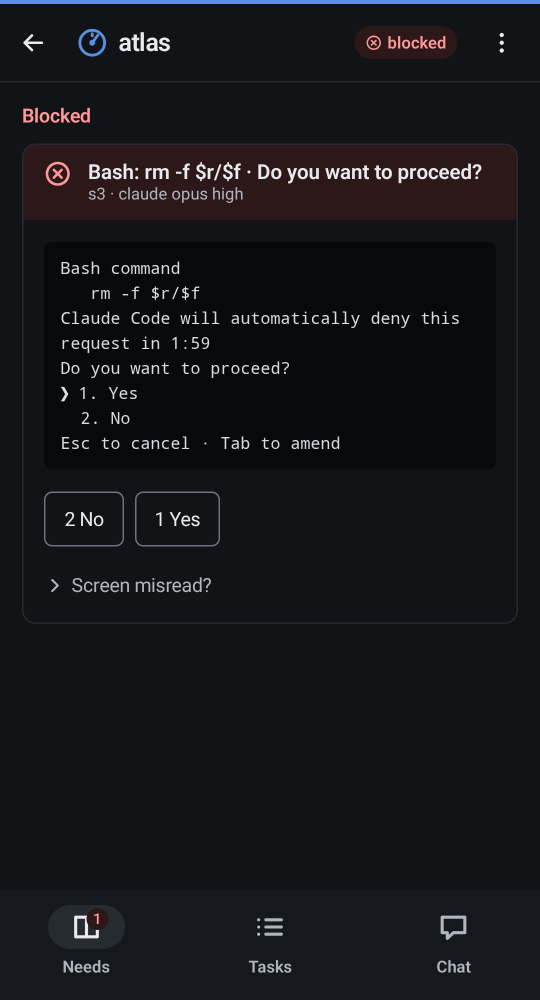 atlas
blocked
Blocked
Bash: rm -f $r/$f · Do you want to proceed?
s3 · claude opus high
Bash command
rm -f $r/$f
Claude Code will automatically deny this
request in 1:59
Do you want to proceed?
❯ 1. Yes
2. No
Esc to cancel · Tab to amend
2 No
1 Yes
Screen misread?
1
Needs
Tasks
Chat